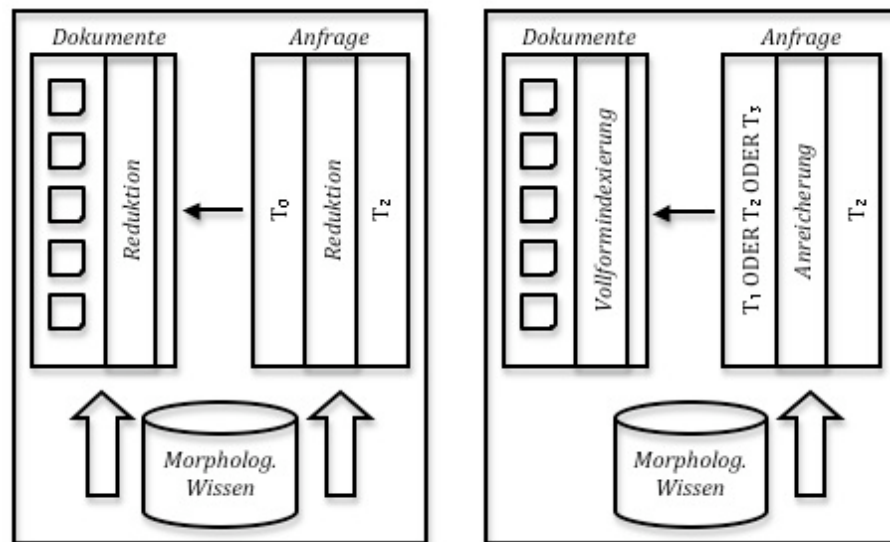 Dokumente Anfrage
Reduktion
T₀
Reduktion
T₂
Morpholog.
Wissen
Dokumente Anfrage
Vollformindexierung
T₁ ODER T₂ ODER T₃
Anreicherung
T₂
Morpholog.
Wissen